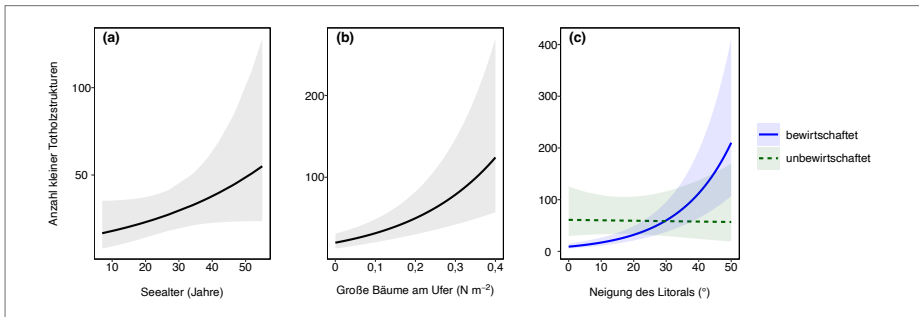 Anzahl kleiner Totholzstrukturen
(a)
100
50
10 20 30 40 50
Seealter (Jahre)
(b)
200
100
0 0,1 0,2 0,3 0,4
Große Bäume am Ufer (N m⁻²)
(c)
400
300
200
100
0
0 10 20 30 40 50
Neigung des Litorals (°)
bewirtschaftet
unbewirtschaftet